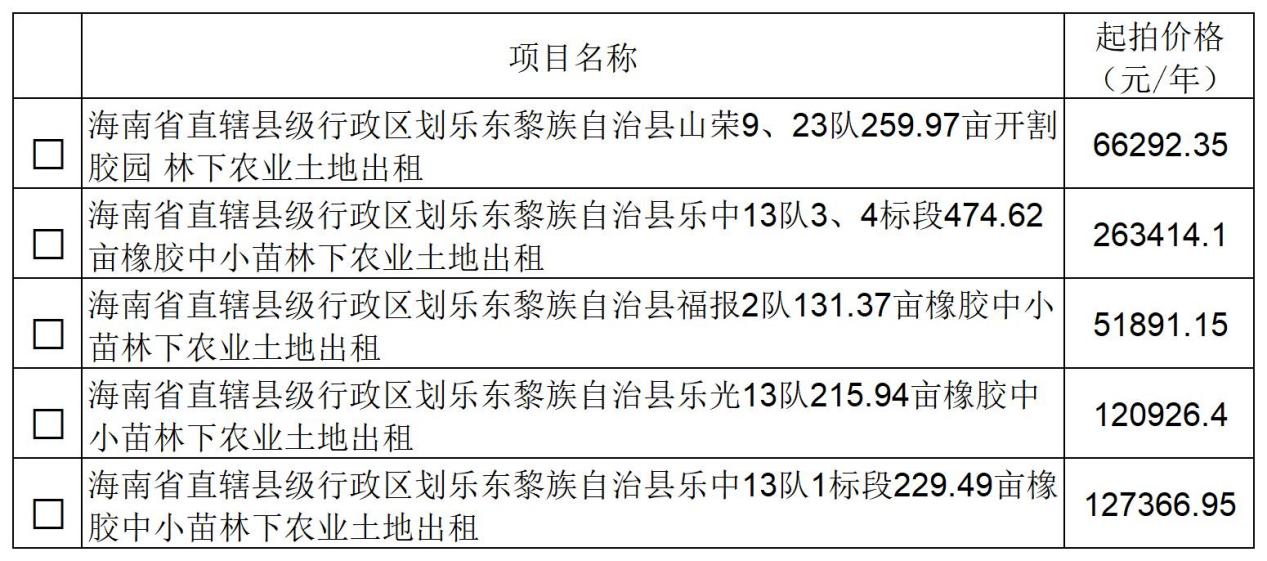 项目名称
起拍价格
（元/年）
海南省直辖县级行政区划乐东黎族自治县山荣9、23队259.97亩开割
胶园 林下农业土地出租
66292.35
海南省直辖县级行政区划乐东黎族自治县乐中13队3、4标段474.62
亩橡胶中小苗林下农业土地出租
263414.1
海南省直辖县级行政区划乐东黎族自治县福报2队131.37亩橡胶中小
苗林下农业土地出租
51891.15
海南省直辖县级行政区划乐东黎族自治县乐光13队215.94亩橡胶中
小苗林下农业土地出租
120926.4
海南省直辖县级行政区划乐东黎族自治县乐中13队1标段229.49亩橡
胶中小苗林下农业土地出租
127366.95